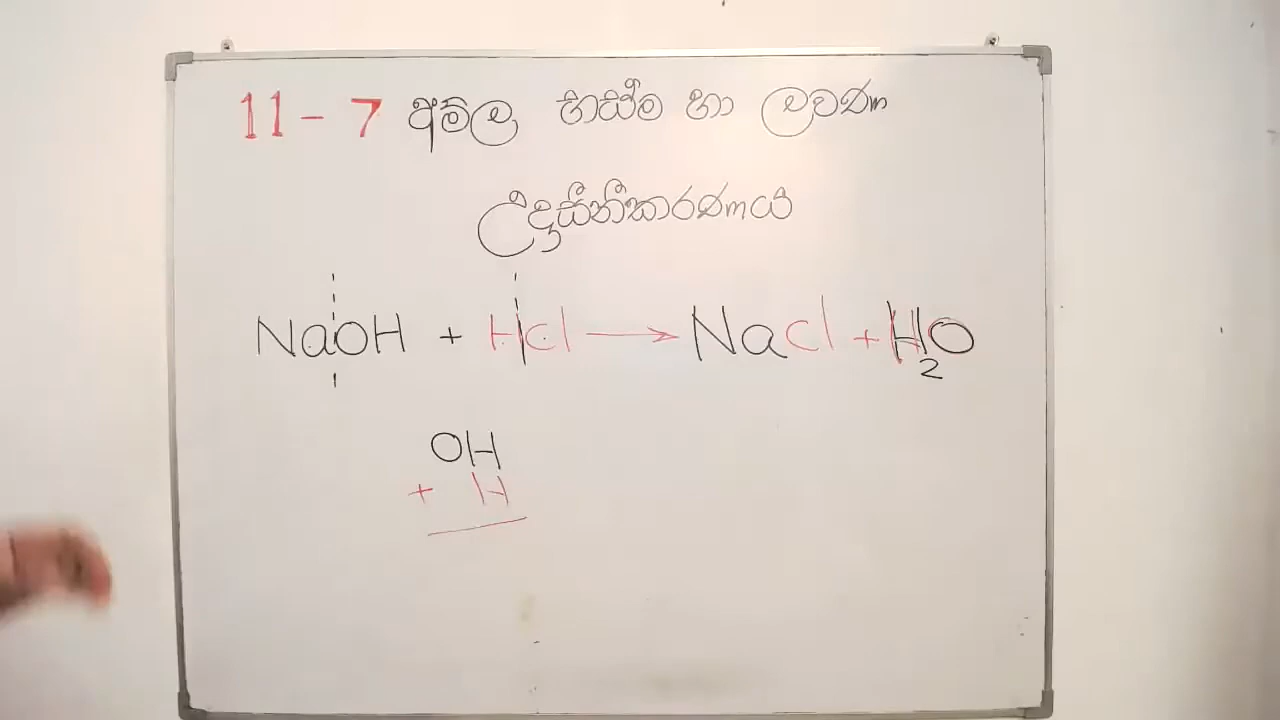 11 - 7 අම්ල භස්ම හා ලවණ
උදාසීනීකරණය
NaOH + HCl → NaCl + H₂O
OH
+ H